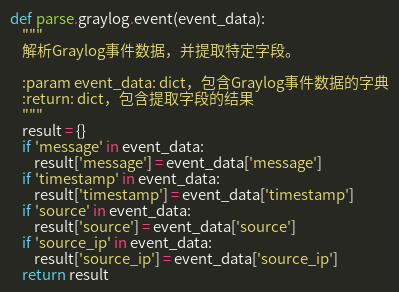 def parse.graylog.event(event_data):
"""
解析Graylog事件数据，并提取特定字段。
:param event_data: dict，包含Graylog事件数据的字典
:return: dict，包含提取字段的结果
"""
result = {}
if 'message' in event_data:
result['message'] = event_data['message']
if 'timestamp' in event_data:
result['timestamp'] = event_data['timestamp']
if 'source' in event_data:
result['source'] = event_data['source']
if 'source_ip' in event_data:
result['source_ip'] = event_data['source_ip']
return result